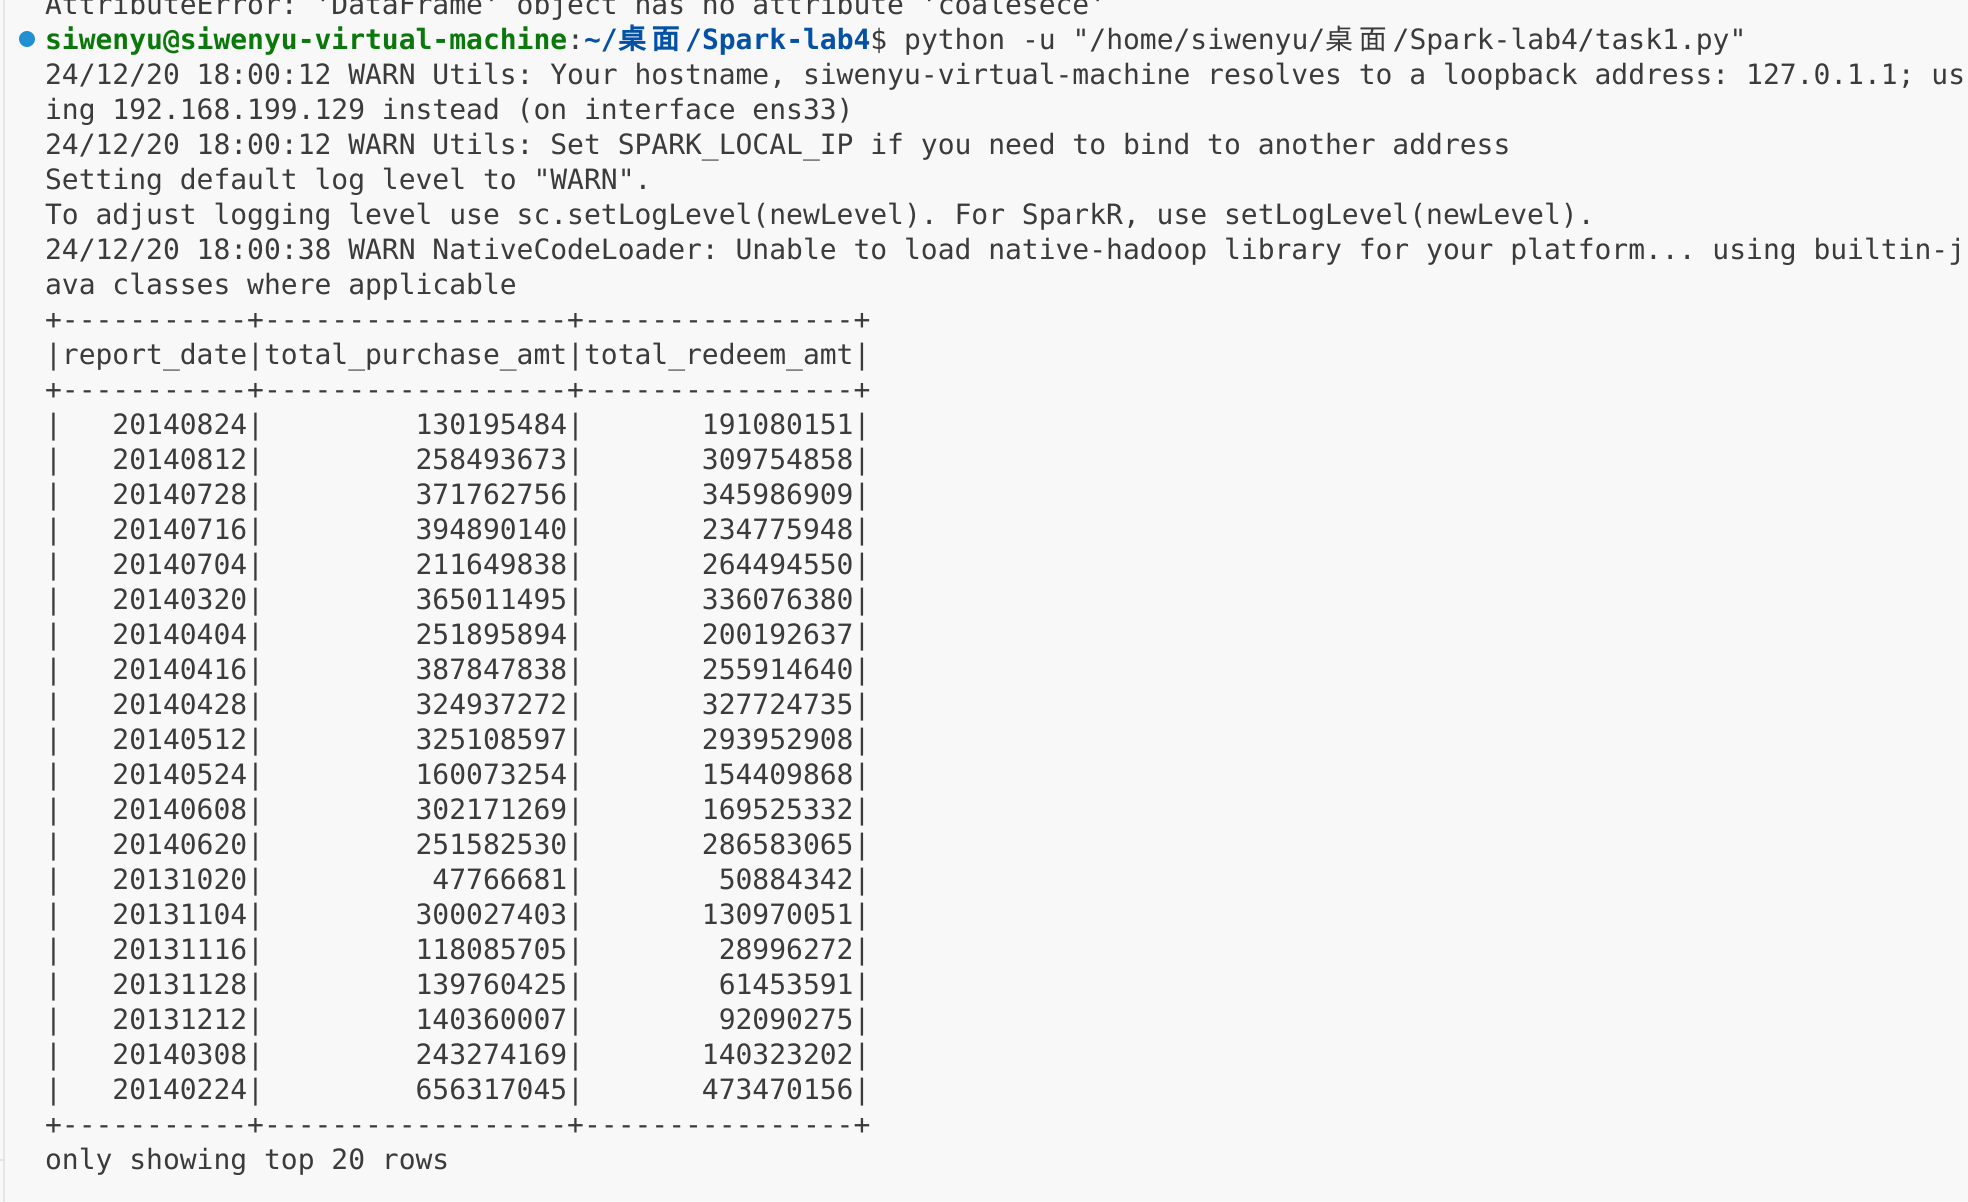 AttributeError: 'DataFrame' object has no attribute 'coalesece'
siwenyu@siwenyu-virtual-machine:~/桌面/Spark-lab4$ python -u "/home/siwenyu/桌面/Spark-lab4/task1.py"
24/12/20 18:00:12 WARN Utils: Your hostname, siwenyu-virtual-machine resolves to a loopback address: 127.0.1.1; us
ing 192.168.199.129 instead (on interface ens33)
24/12/20 18:00:12 WARN Utils: Set SPARK_LOCAL_IP if you need to bind to another address
Setting default log level to "WARN".
To adjust logging level use sc.setLogLevel(newLevel). For SparkR, use setLogLevel(newLevel).
24/12/20 18:00:38 WARN NativeCodeLoader: Unable to load native-hadoop library for your platform... using builtin-j
ava classes where applicable
+-----------+------------------+----------------+
|report_date|total_purchase_amt|total_redeem_amt|
+-----------+------------------+----------------+
|   20140824|         130195484|       191080151|
|   20140812|         258493673|       309754858|
|   20140728|         371762756|       345986909|
|   20140716|         394890140|       234775948|
|   20140704|         211649838|       264494550|
|   20140320|         365011495|       336076380|
|   20140404|         251895894|       200192637|
|   20140416|         387847838|       255914640|
|   20140428|         324937272|       327724735|
|   20140512|         325108597|       293952908|
|   20140524|         160073254|       154409868|
|   20140608|         302171269|       169525332|
|   20140620|         251582530|       286583065|
|   20131020|          47766681|        50884342|
|   20131104|         300027403|       130970051|
|   20131116|         118085705|        28996272|
|   20131128|         139760425|        61453591|
|   20131212|         140360007|        92090275|
|   20140308|         243274169|       140323202|
|   20140224|         656317045|       473470156|
+-----------+------------------+----------------+
only showing top 20 rows